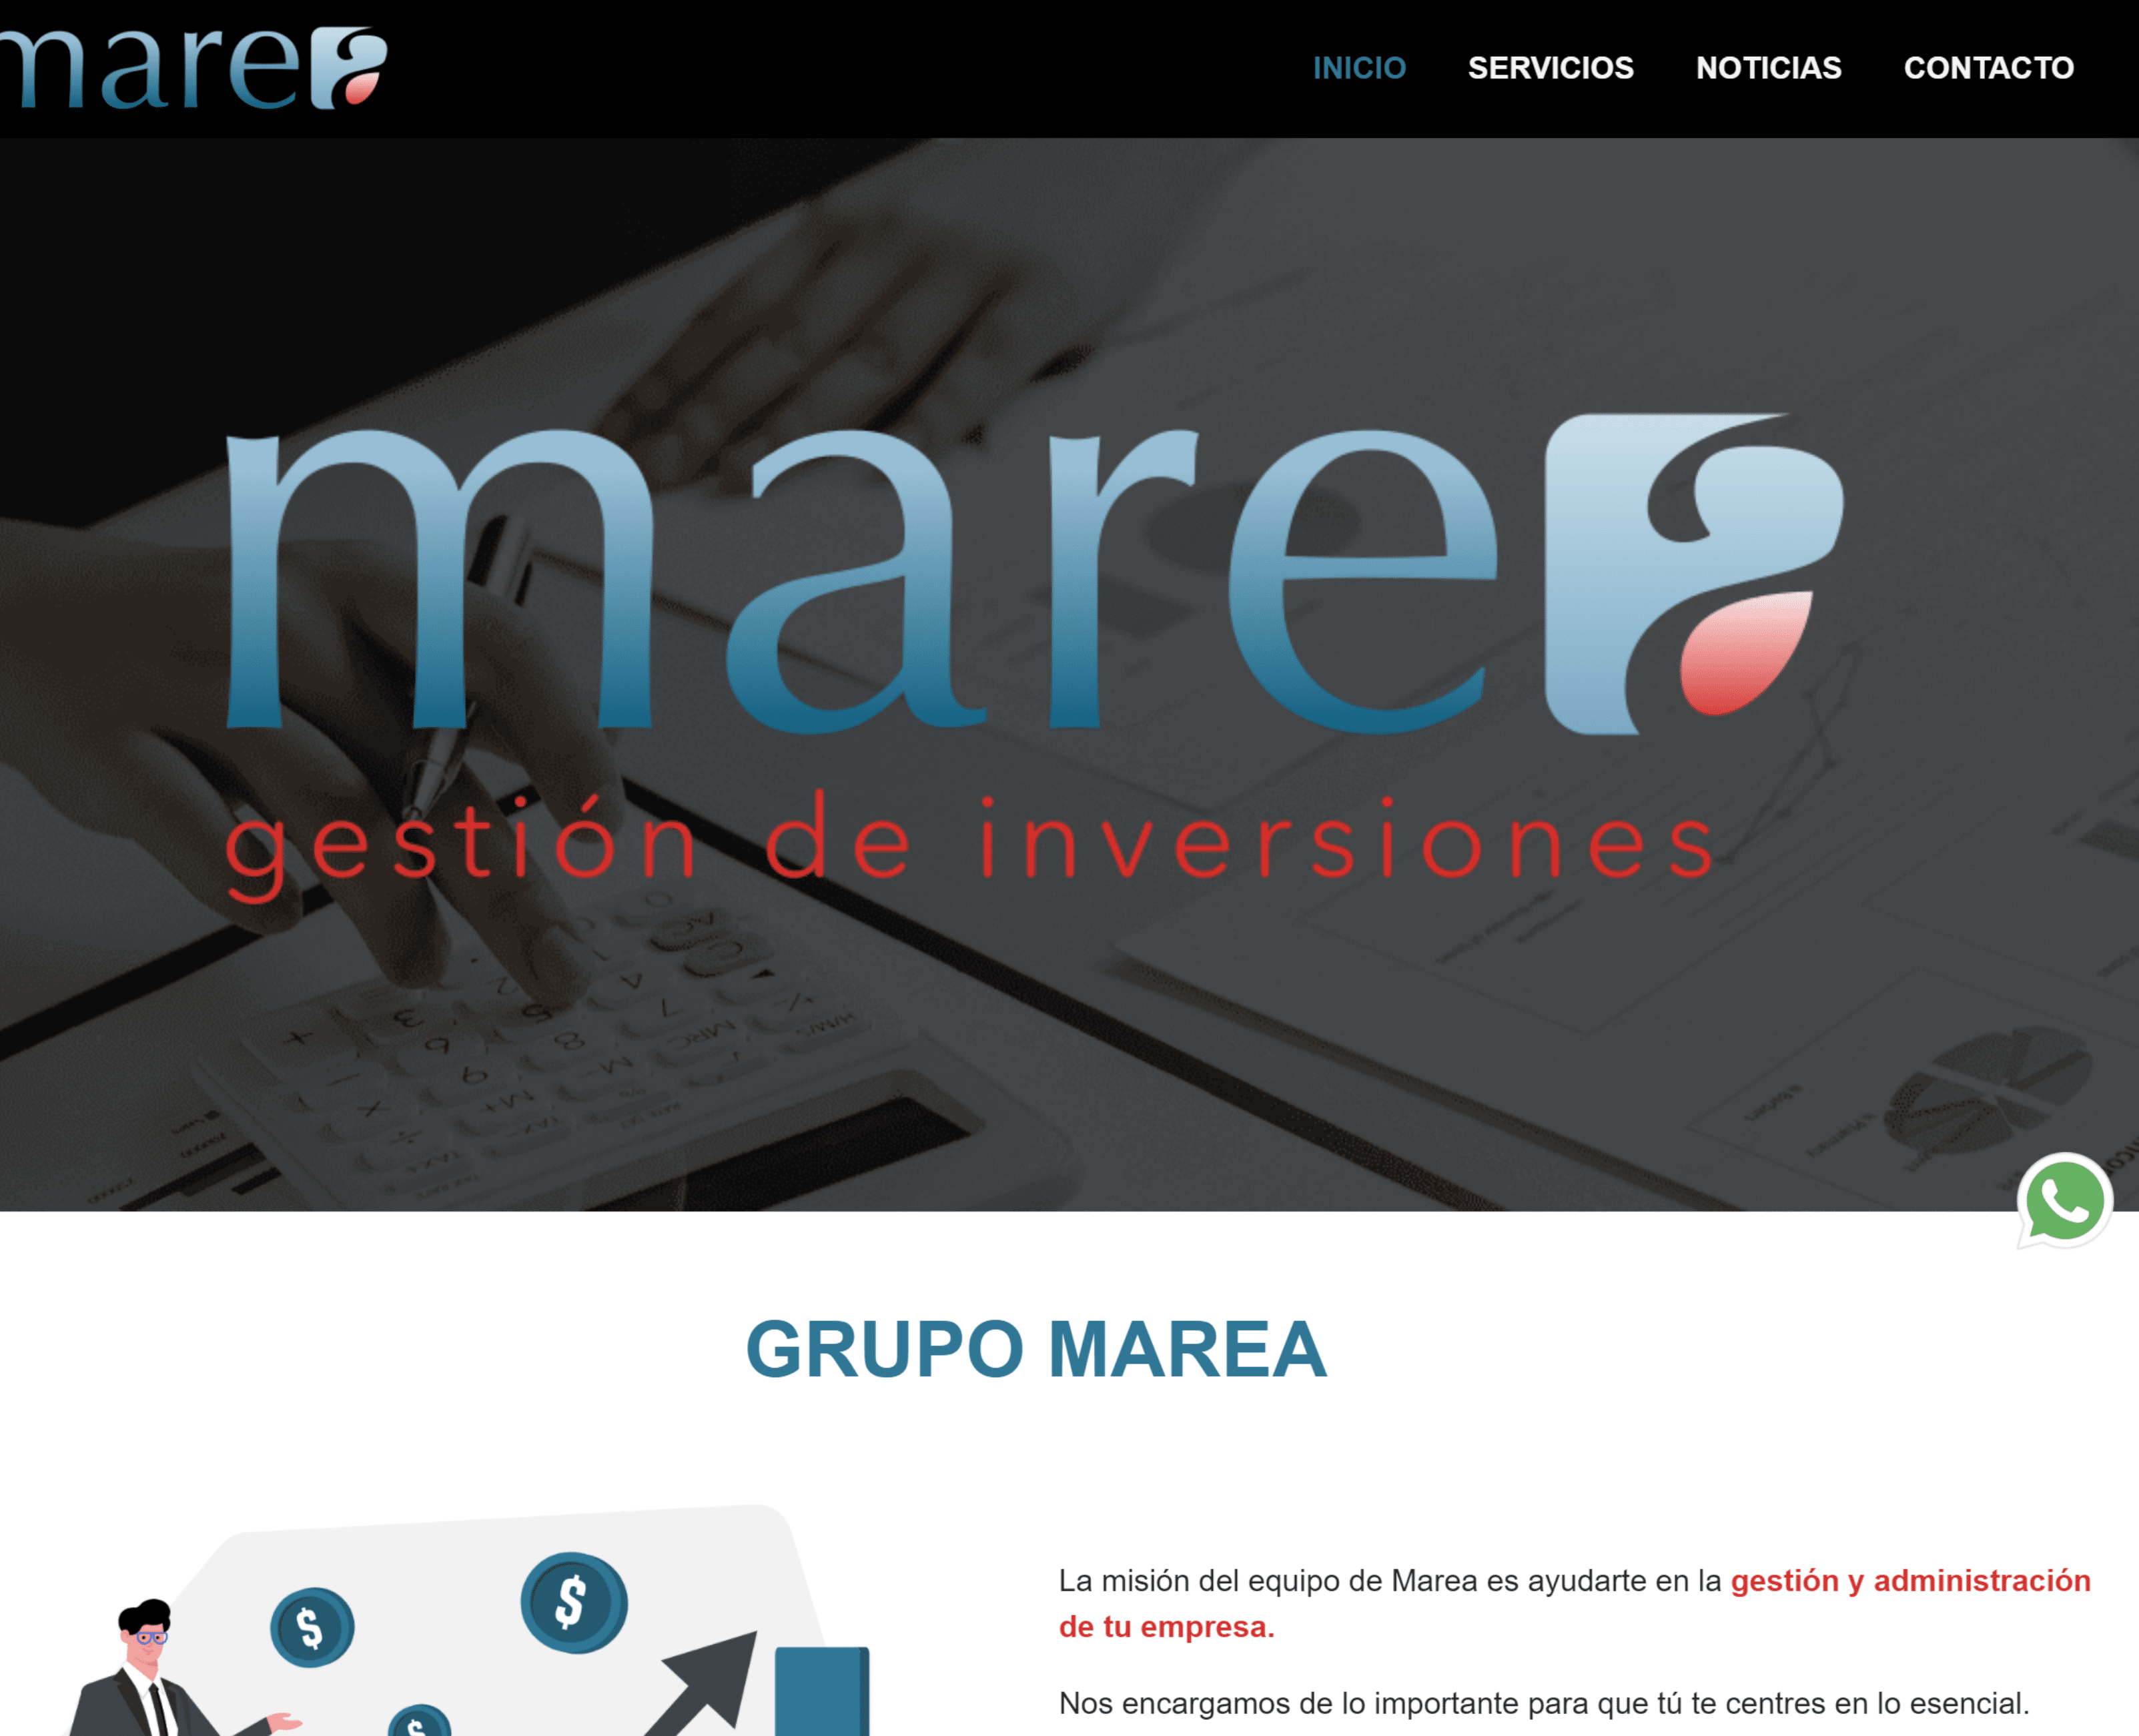 marea
INICIO SERVICIOS NOTICIAS CONTACTO
marea
gestión de inversiones
GRUPO MAREA
La misión del equipo de Marea es ayudarte en la gestión y administración
de tu empresa.
Nos encargamos de lo importante para que tú te centres en lo esencial.